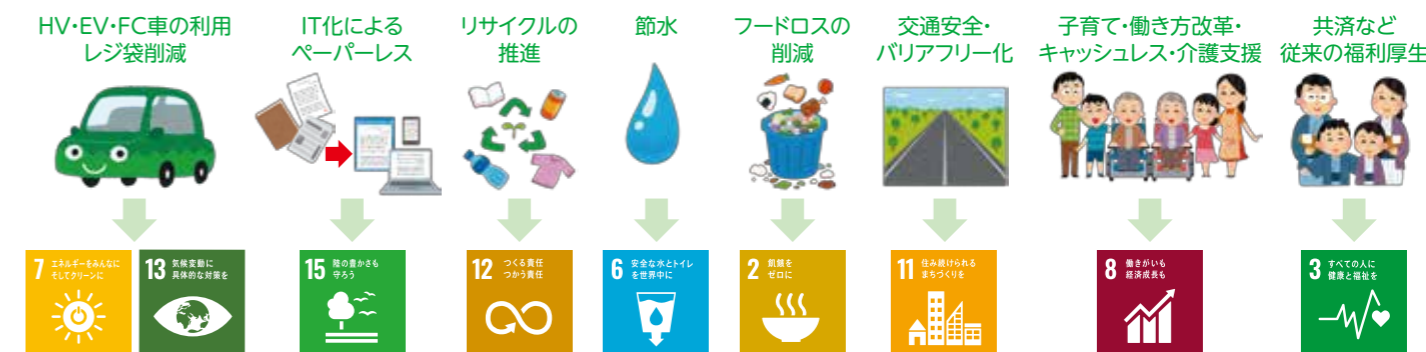 HV・EV・FC車の利用
レジ袋削減
IT化による
ペーパーレス
リサイクルの
推進
節水
フードロスの
削減
交通安全・
バリアフリー化
子育て・働き方改革・
キャッシュレス・介護支援
共済など
従来の福利厚生
7 エネルギーをみんなに
そしてクリーンに
13 気候変動に
具体的な対策を
15 陸の豊かさも
守ろう
12 つくる責任
つかう責任
6 安全な水とトイレ
を世界中に
2 飢餓を
ゼロに
11 住み続けられる
まちづくりを
8 働きがいも
経済成長も
3 すべての人に
健康と福祉を